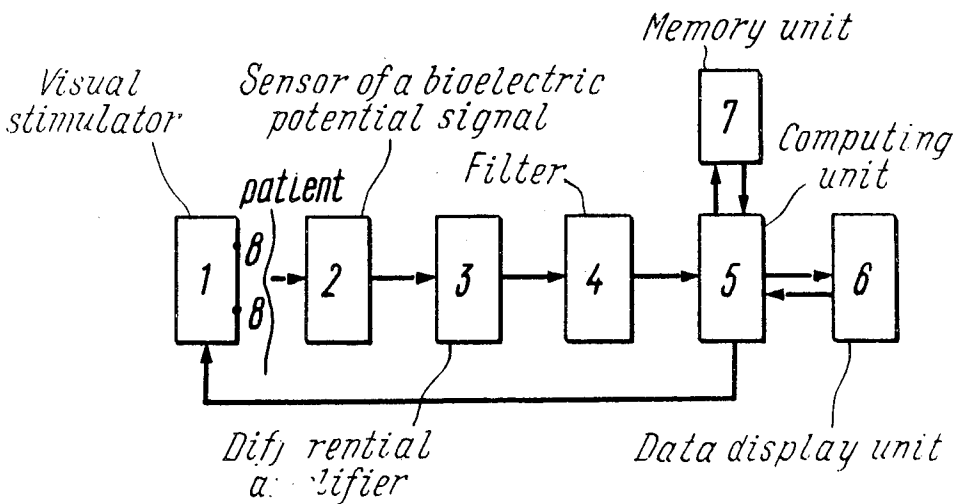 Memory unit
Visual
stimulator
Sensor of a bioelectric
potential signal
7
Computing
unit
Filter
patient
1
8
8
2
3
4
5
6
Data display unit